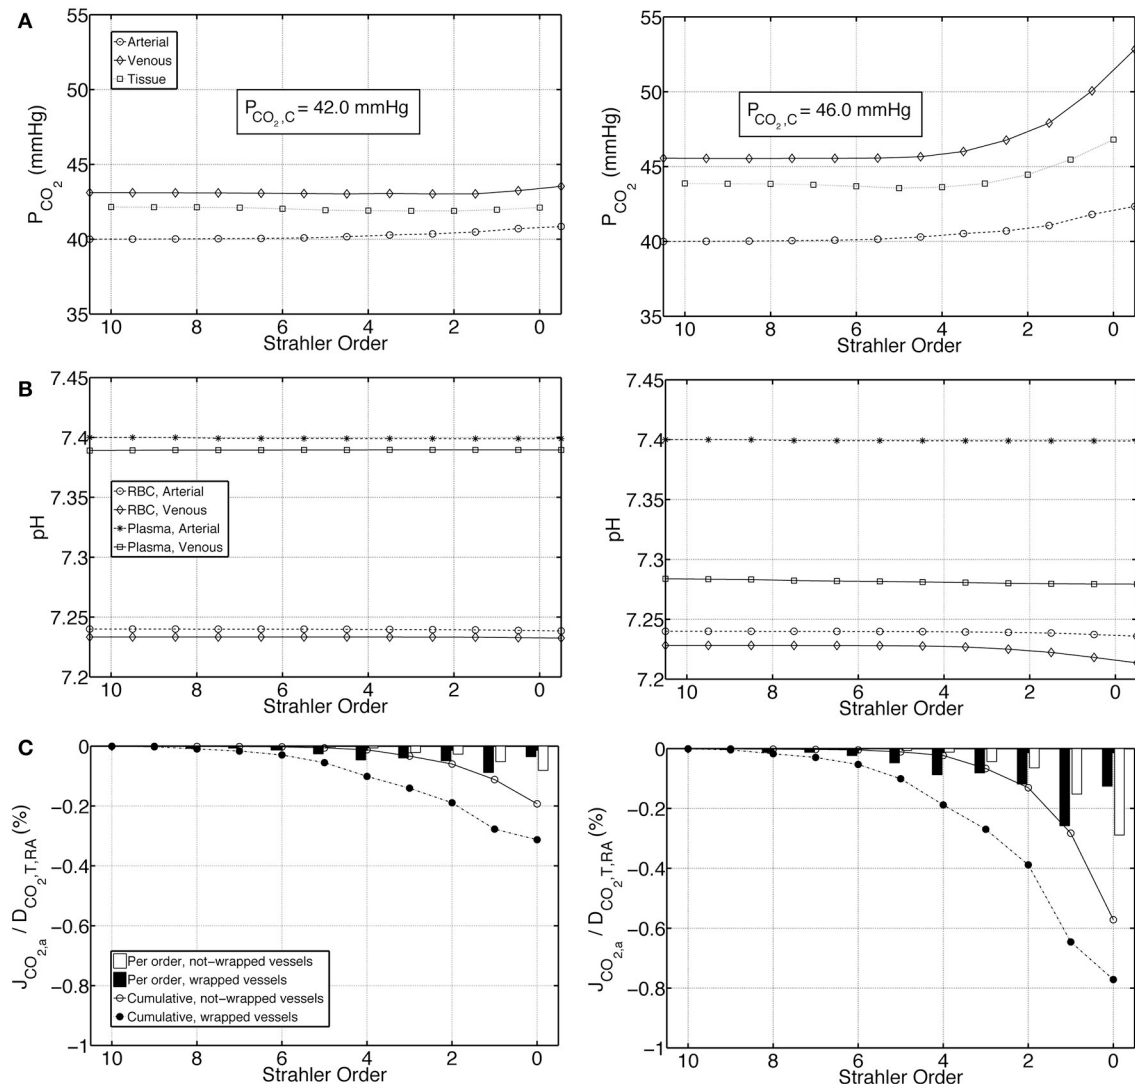 A
55
50
45
40
35
P_CO2 (mmHg)
Arterial
Venous
Tissue
P_CO2,C = 42.0 mmHg
10 8 6 4 2 0
Strahler Order
55
50
45
40
35
P_CO2 (mmHg)
P_CO2,C = 46.0 mmHg
10 8 6 4 2 0
Strahler Order
B
7.45
7.4
7.35
7.3
7.25
7.2
pH
RBC, Arterial
RBC, Venous
Plasma, Arterial
Plasma, Venous
10 8 6 4 2 0
Strahler Order
7.45
7.4
7.35
7.3
7.25
7.2
pH
10 8 6 4 2 0
Strahler Order
C
0
−0.2
−0.4
−0.6
−0.8
−1
J_CO2,a / D_CO2,T,RA (%)
Per order, not−wrapped vessels
Per order, wrapped vessels
Cumulative, not−wrapped vessels
Cumulative, wrapped vessels
10 8 6 4 2 0
Strahler Order
0
−0.2
−0.4
−0.6
−0.8
−1
J_CO2,a / D_CO2,T,RA (%)
10 8 6 4 2 0
Strahler Order